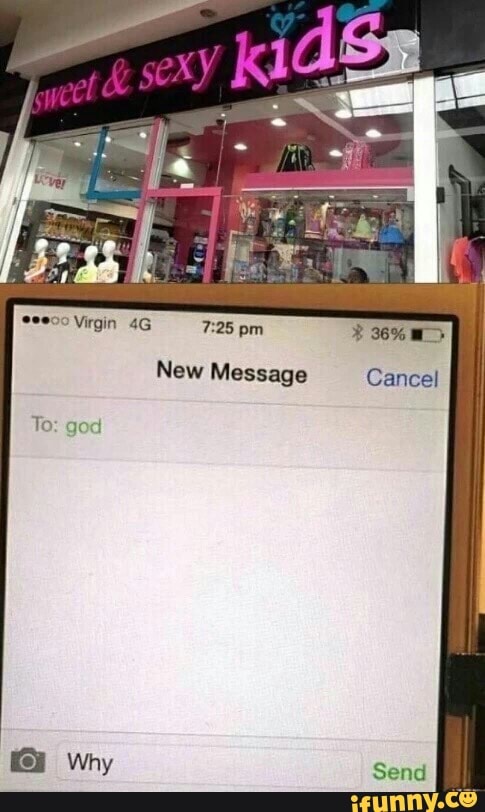 sweet & sexy kids
Virgin 4G 7:25 pm 36%
New Message Cancel
To: god
Why Send
ifunny.co